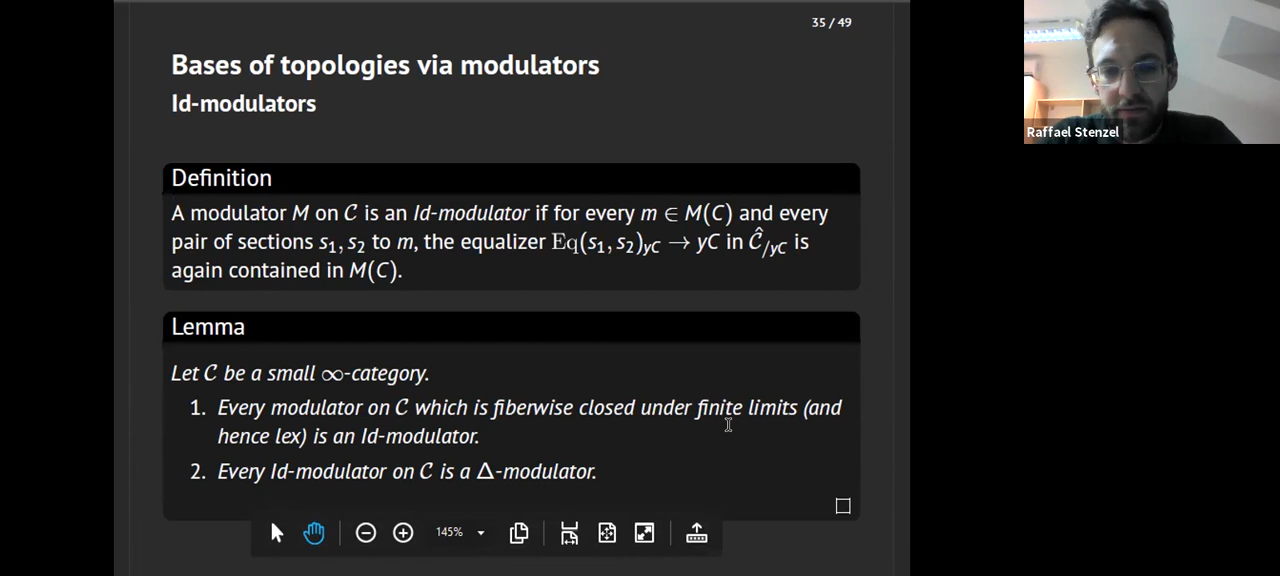 35 / 49
Bases of topologies via modulators
Id-modulators
Definition
A modulator M on 𝒞 is an Id-modulator if for every m ∈ M(C) and every
pair of sections s₁, s₂ to m, the equalizer Eq(s₁, s₂)_yC → yC in 𝒞̂_/yC is
again contained in M(C).
Lemma
Let 𝒞 be a small ∞-category.
1. Every modulator on 𝒞 which is fiberwise closed under finite limits (and
hence lex) is an Id-modulator.
2. Every Id-modulator on 𝒞 is a Δ-modulator.
□
145%
Raffael Stenzel